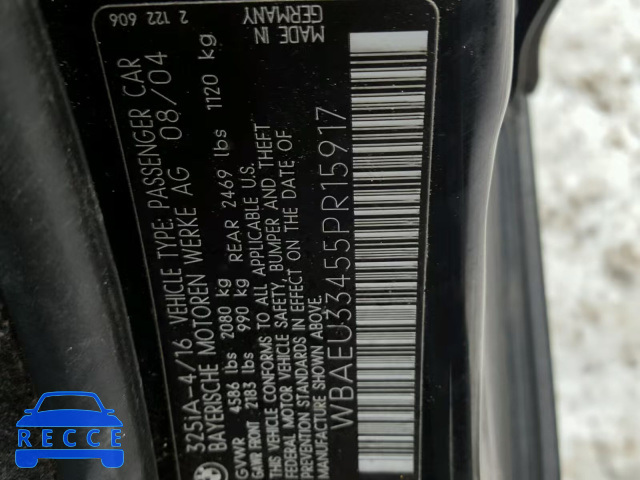 325iA-4/16 VEHICLE TYPE: PASSENGER CAR
BAYERISCHE MOTOREN WERKE AG 08/04
GVWR 4586 lbs 2080 kg
GAWR FRONT 2183 lbs 990 kg REAR 2469 lbs 1120 kg
THIS VEHICLE CONFORMS TO ALL APPLICABLE U.S.
FEDERAL MOTOR VEHICLE SAFETY, BUMPER AND THEFT
PREVENTION STANDARDS IN EFFECT ON THE DATE OF
MANUFACTURE SHOWN ABOVE.
WBAEU33455PR15917
2 122 606
MADE IN
GERMANY
RECCE